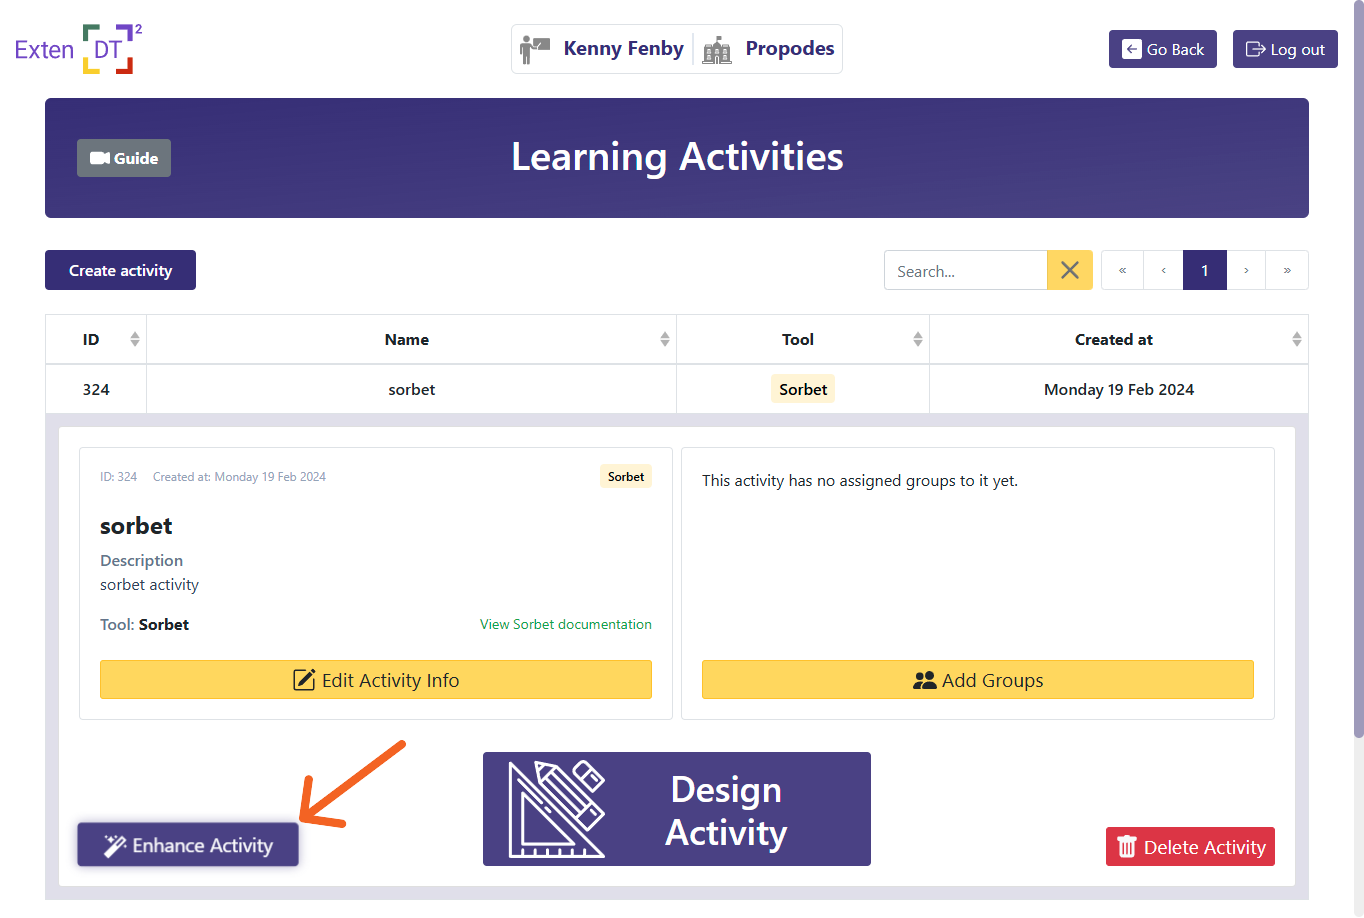 Exten DT 2
Kenny Fenby Propodes
Go Back
Log out
Guide
Learning Activities
Create activity
Search...
« ‹ 1 › »
ID Name Tool Created at
324 sorbet Sorbet Monday 19 Feb 2024
ID: 324 Created at: Monday 19 Feb 2024 Sorbet
sorbet
Description
sorbet activity
Tool: Sorbet View Sorbet documentation
Edit Activity Info
This activity has no assigned groups to it yet.
Add Groups
Enhance Activity
Design
Activity
Delete Activity